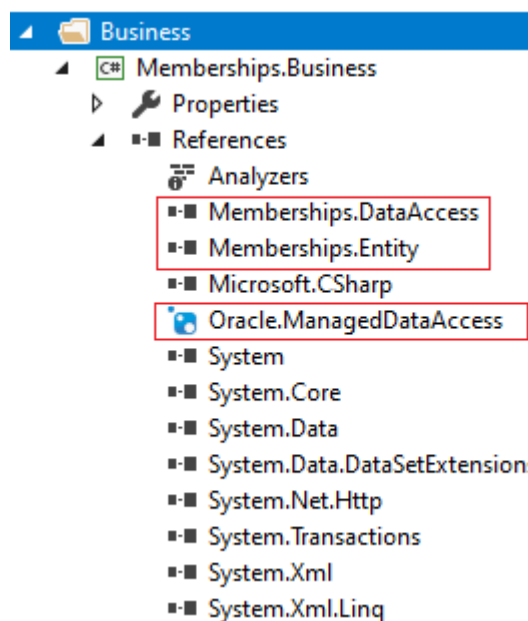 Business
C# Memberships.Business
Properties
References
Analyzers
Memberships.DataAccess
Memberships.Entity
Microsoft.CSharp
Oracle.ManagedDataAccess
System
System.Core
System.Data
System.Data.DataSetExtensions
System.Net.Http
System.Transactions
System.Xml
System.Xml.Linq